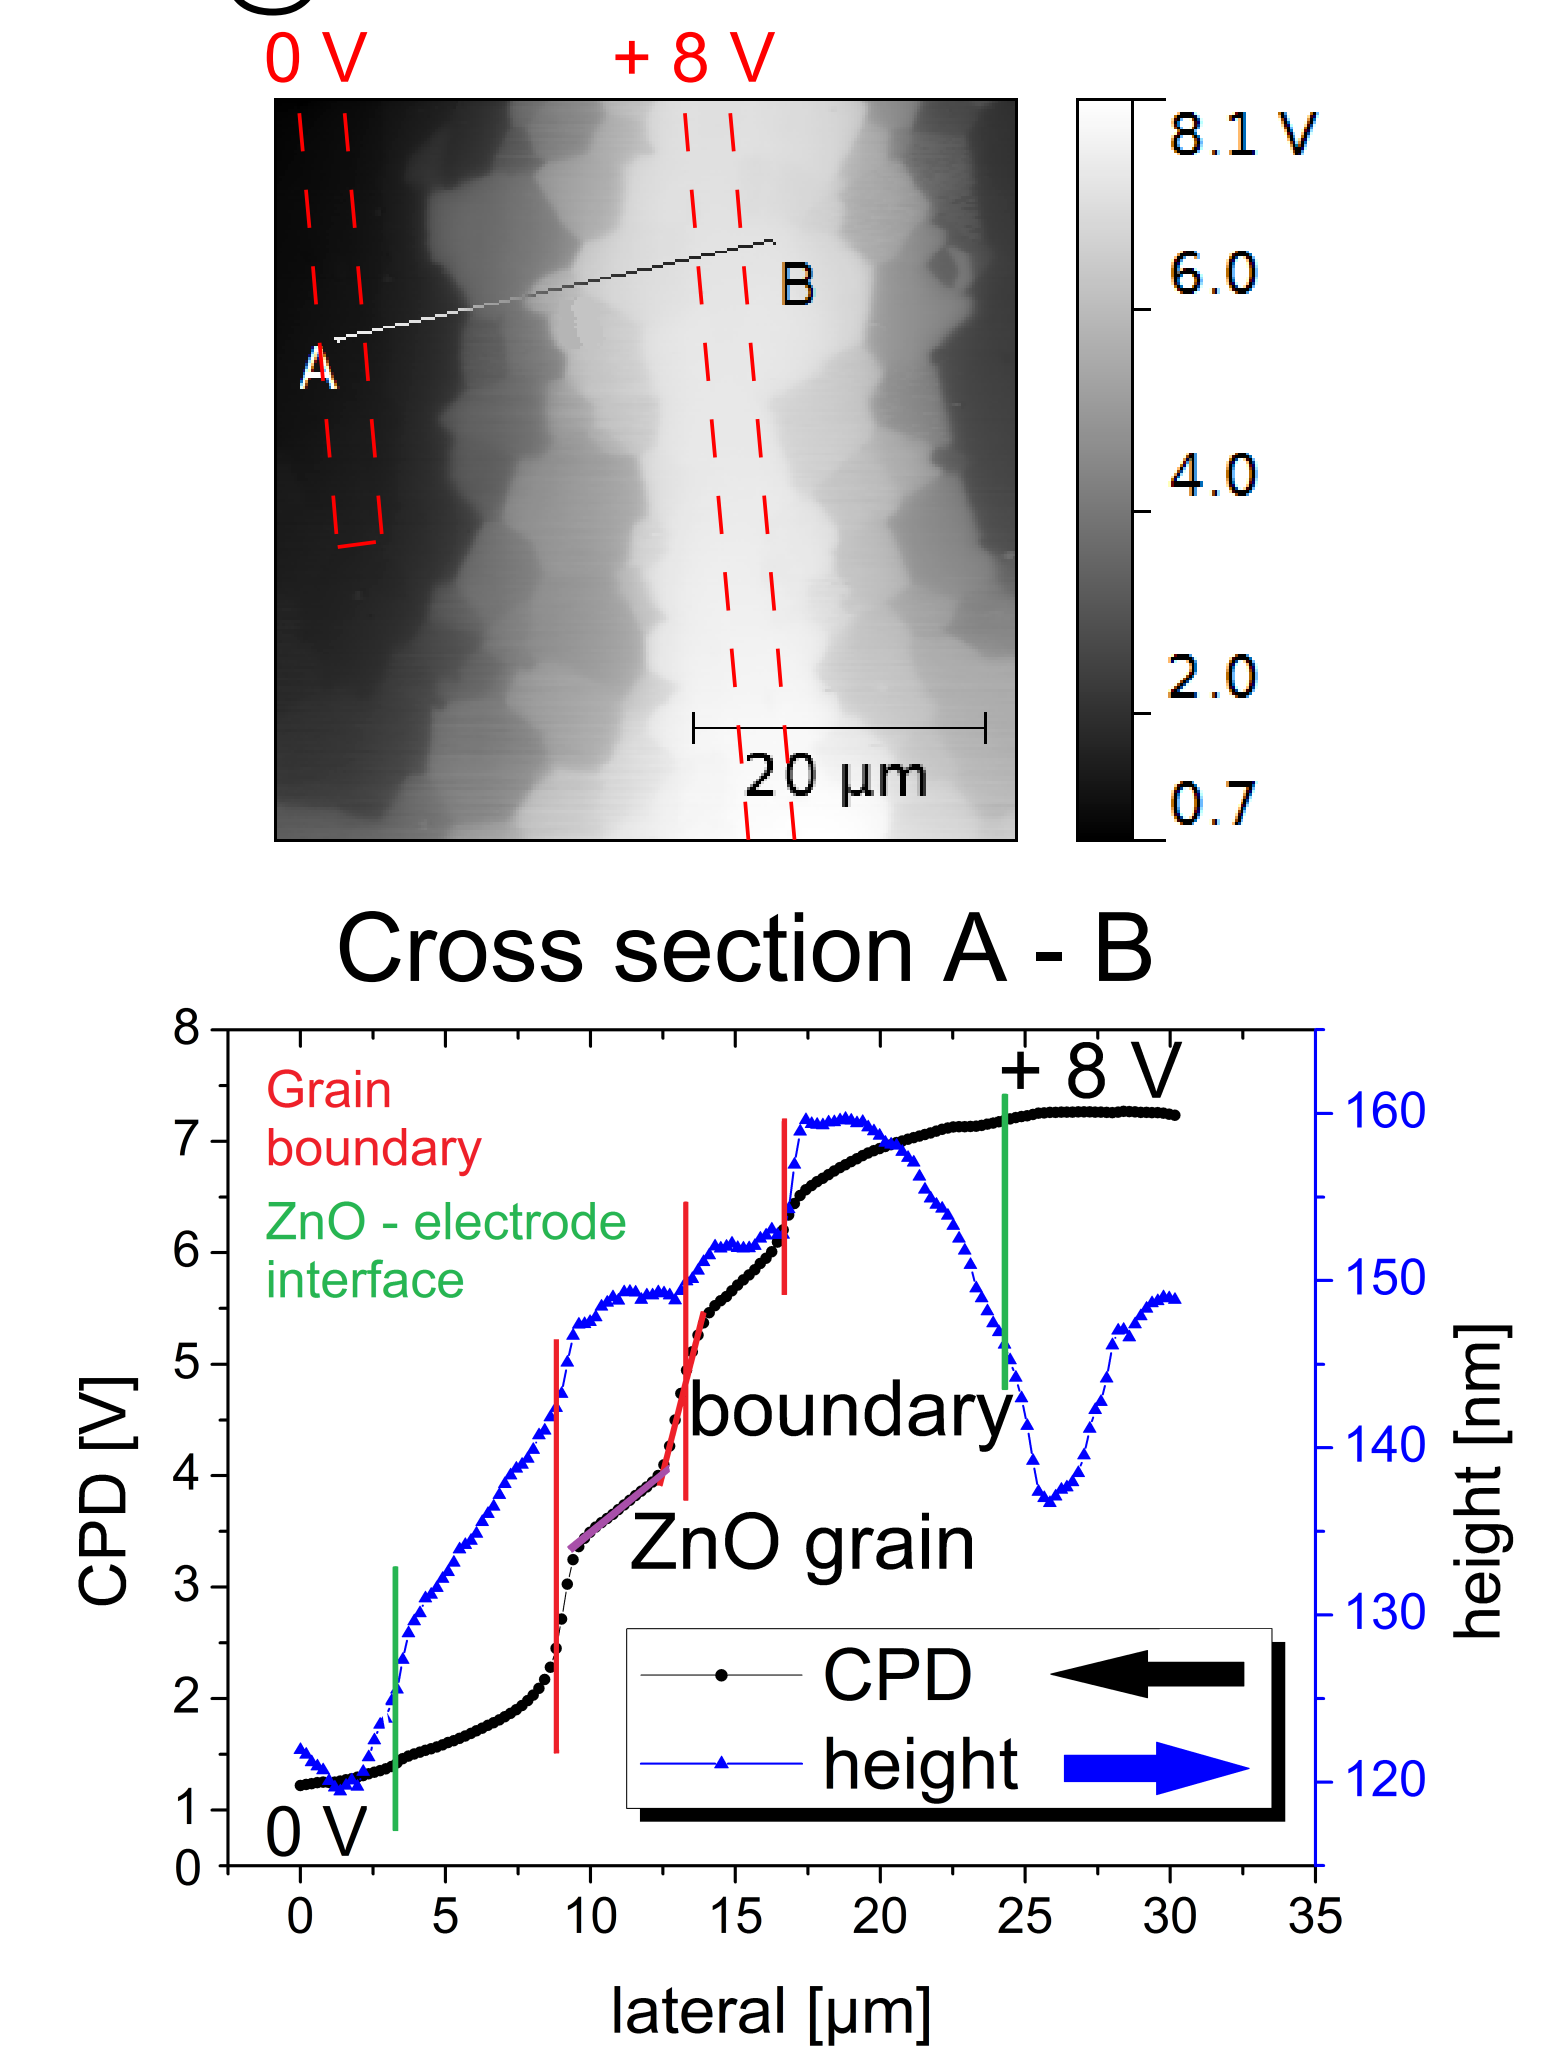 0 V + 8 V
8.1 V
6.0
4.0
2.0
0.7
A
B
20 µm
Cross section A - B
Grain
boundary
ZnO - electrode
interface
+ 8 V
boundary
ZnO grain
0 V
CPD
height
CPD [V]
8
7
6
5
4
3
2
1
0
160
150
140
130
120
height [nm]
0 5 10 15 20 25 30 35
lateral [µm]